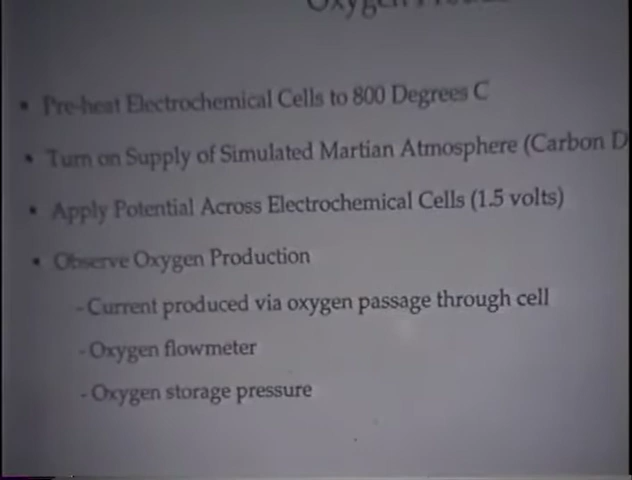 Oxygen
• Pre-heat Electrochemical Cells to 800 Degrees C
• Turn on Supply of Simulated Martian Atmosphere (Carbon D
• Apply Potential Across Electrochemical Cells (1.5 volts)
• Observe Oxygen Production
- Current produced via oxygen passage through cell
- Oxygen flowmeter
- Oxygen storage pressure